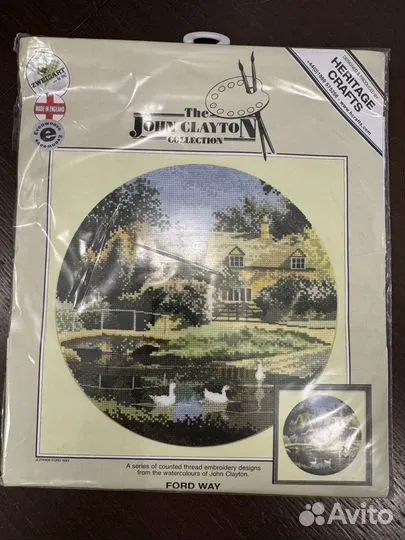 ZWEIGART
MADE IN ENGLAND
The
JOHN CLAYTON
COLLECTION
HERITAGE
CRAFTS
A series of counted thread embroidery designs
from the watercolours of John Clayton.
FORD WAY
Avito